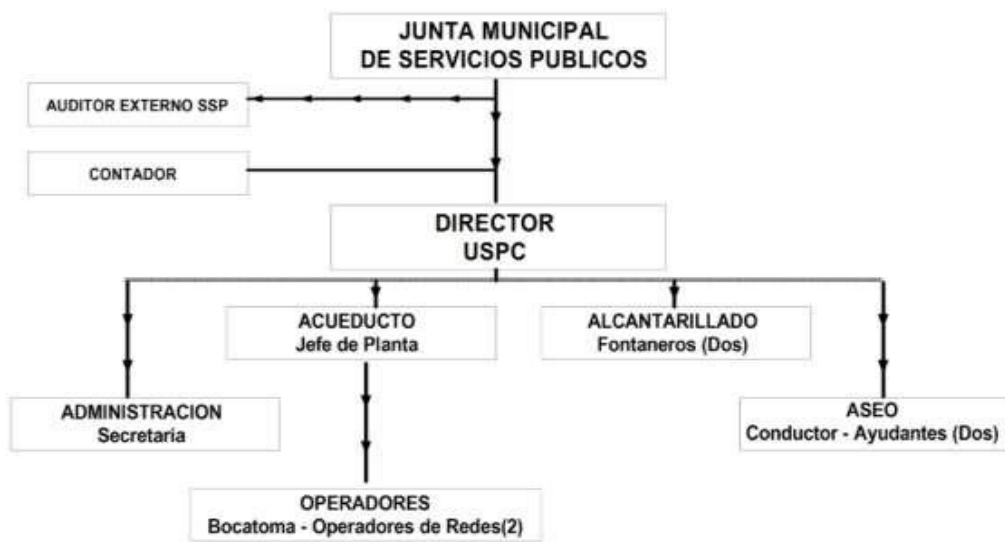 JUNTA MUNICIPAL
DE SERVICIOS PUBLICOS
AUDITOR EXTERNO SSP
CONTADOR
DIRECTOR
USPC
ACUEDUCTO
Jefe de Planta
ALCANTARILLADO
Fontaneros (Dos)
ADMINISTRACION
Secretaria
ASEO
Conductor - Ayudantes (Dos)
OPERADORES
Bocatoma - Operadores de Redes(2)